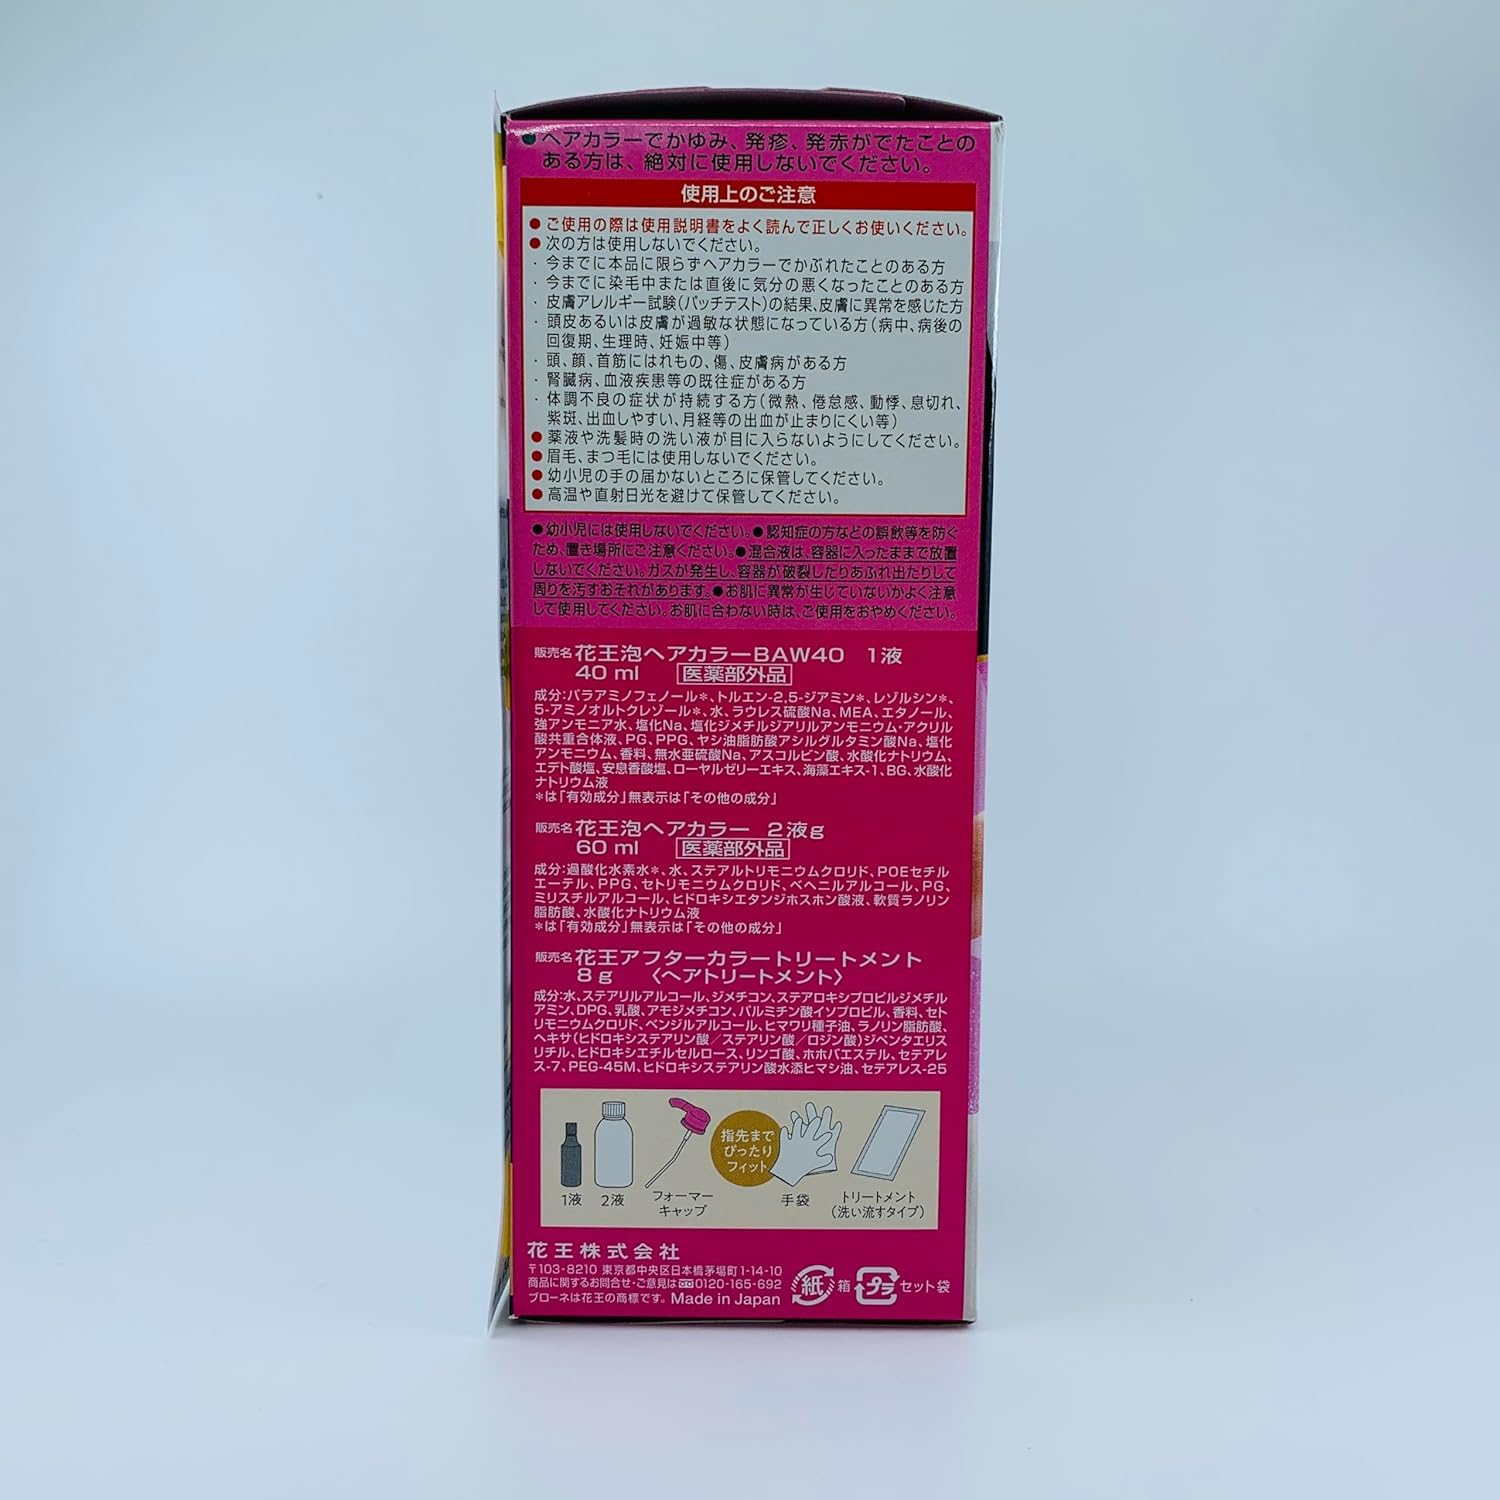 ●ヘアカラーでかゆみ、発疹、発赤がでたことの
ある方は、絶対に使用しないでください。
使用上のご注意
●ご使用の際は使用説明書をよく読んで正しくお使いください。
●次の方は使用しないでください。
・今までに本品に限らずヘアカラーでかぶれたことのある方
・今までに染毛中または直後に気分の悪くなったことのある方
・皮膚アレルギー試験(パッチテスト)の結果、皮膚に異常を感じた方
・頭皮あるいは皮膚が過敏な状態になっている方(病中、病後の
回復期、生理時、妊娠中等)
・頭、顔、首筋にはれもの、傷、皮膚病がある方
・腎臓病、血液疾患等の既往症がある方
・体調不良の症状が持続する方(微熱、倦怠感、動悸、息切れ、
紫斑、出血しやすい、月経等の出血が止まりにくい等)
●薬液や洗髪時の洗い液が目に入らないようにしてください。
●眉毛、まつ毛には使用しないでください。
●幼小児の手の届かないところに保管してください。
●高温や直射日光を避けて保管してください。
●幼小児には使用しないでください。●認知症の方などの誤飲等を防ぐ
ため、置き場所にご注意ください。●混合液は、容器に入ったままで放置
しないでください。ガスが発生し、容器が破裂したりあふれ出たりして
周りを汚すおそれがあります。●お肌に異常が生じていないかよく注意
して使用してください。お肌に合わない時は、ご使用をおやめください。
販売名 花王泡ヘアカラーBAW40 1液
40 ml 医薬部外品
成分:パラアミノフェノール*、トルエン-2,5-ジアミン*、レゾルシン*、
5-アミノオルトクレゾール*、水、ラウレス硫酸Na、MEA、エタノール、
強アンモニア水、塩化Na、塩化ジメチルジアリルアンモニウム・アクリル
酸共重合体液、PG、PPG、ヤシ油脂肪酸アシルグルタミン酸Na、塩化
アンモニウム、香料、無水亜硫酸Na、アスコルビン酸、水酸化ナトリウム、
エデト酸塩、安息香酸塩、ローヤルゼリーエキス、海藻エキス-1、BG、水酸化
ナトリウム液
*は「有効成分」無表示は「その他の成分」
販売名 花王泡ヘアカラー 2液g
60 ml 医薬部外品
成分:過酸化水素水*、水、ステアルトリモニウムクロリド、POEセチル
エーテル、PPG、セトリモニウムクロリド、ベヘニルアルコール、PG、
ミリスチルアルコール、ヒドロキシエタンジホスホン酸液、軟質ラノリン
脂肪酸、水酸化ナトリウム液
*は「有効成分」無表示は「その他の成分」
販売名 花王アフターカラートリートメント
8 g 〈ヘアトリートメント〉
成分:水、ステアリルアルコール、ジメチコン、ステアロキシプロピルジメチル
アミン、DPG、乳酸、アモジメチコン、パルミチン酸イソプロピル、香料、セト
リモニウムクロリド、ベンジルアルコール、ヒマワリ種子油、ラノリン脂肪酸、
ヘキサ(ヒドロキシステアリン酸/ステアリン酸/ロジン酸)ジペンタエリス
リチル、ヒドロキシエチルセルロース、リンゴ酸、ホホバエステル、セテアレ
ス-7、PEG-45M、ヒドロキシステアリン酸水添ヒマシ油、セテアレス-25
指先まで
ぴったり
フィット
1液 2液 フォーマー
キャップ 手袋 トリートメント
(洗い流すタイプ)
花王株式会社
〒103-8210 東京都中央区日本橋茅場町1-14-10
商品に関するお問合せ・ご意見は 0120-165-692
ブローネは花王の商標です。 Made in Japan 紙 箱 プラ セット袋